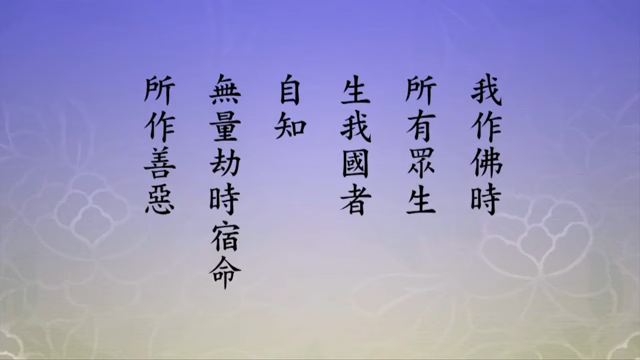 我作佛時
所有眾生
生我國者
自知
無量劫時宿命
所作善惡